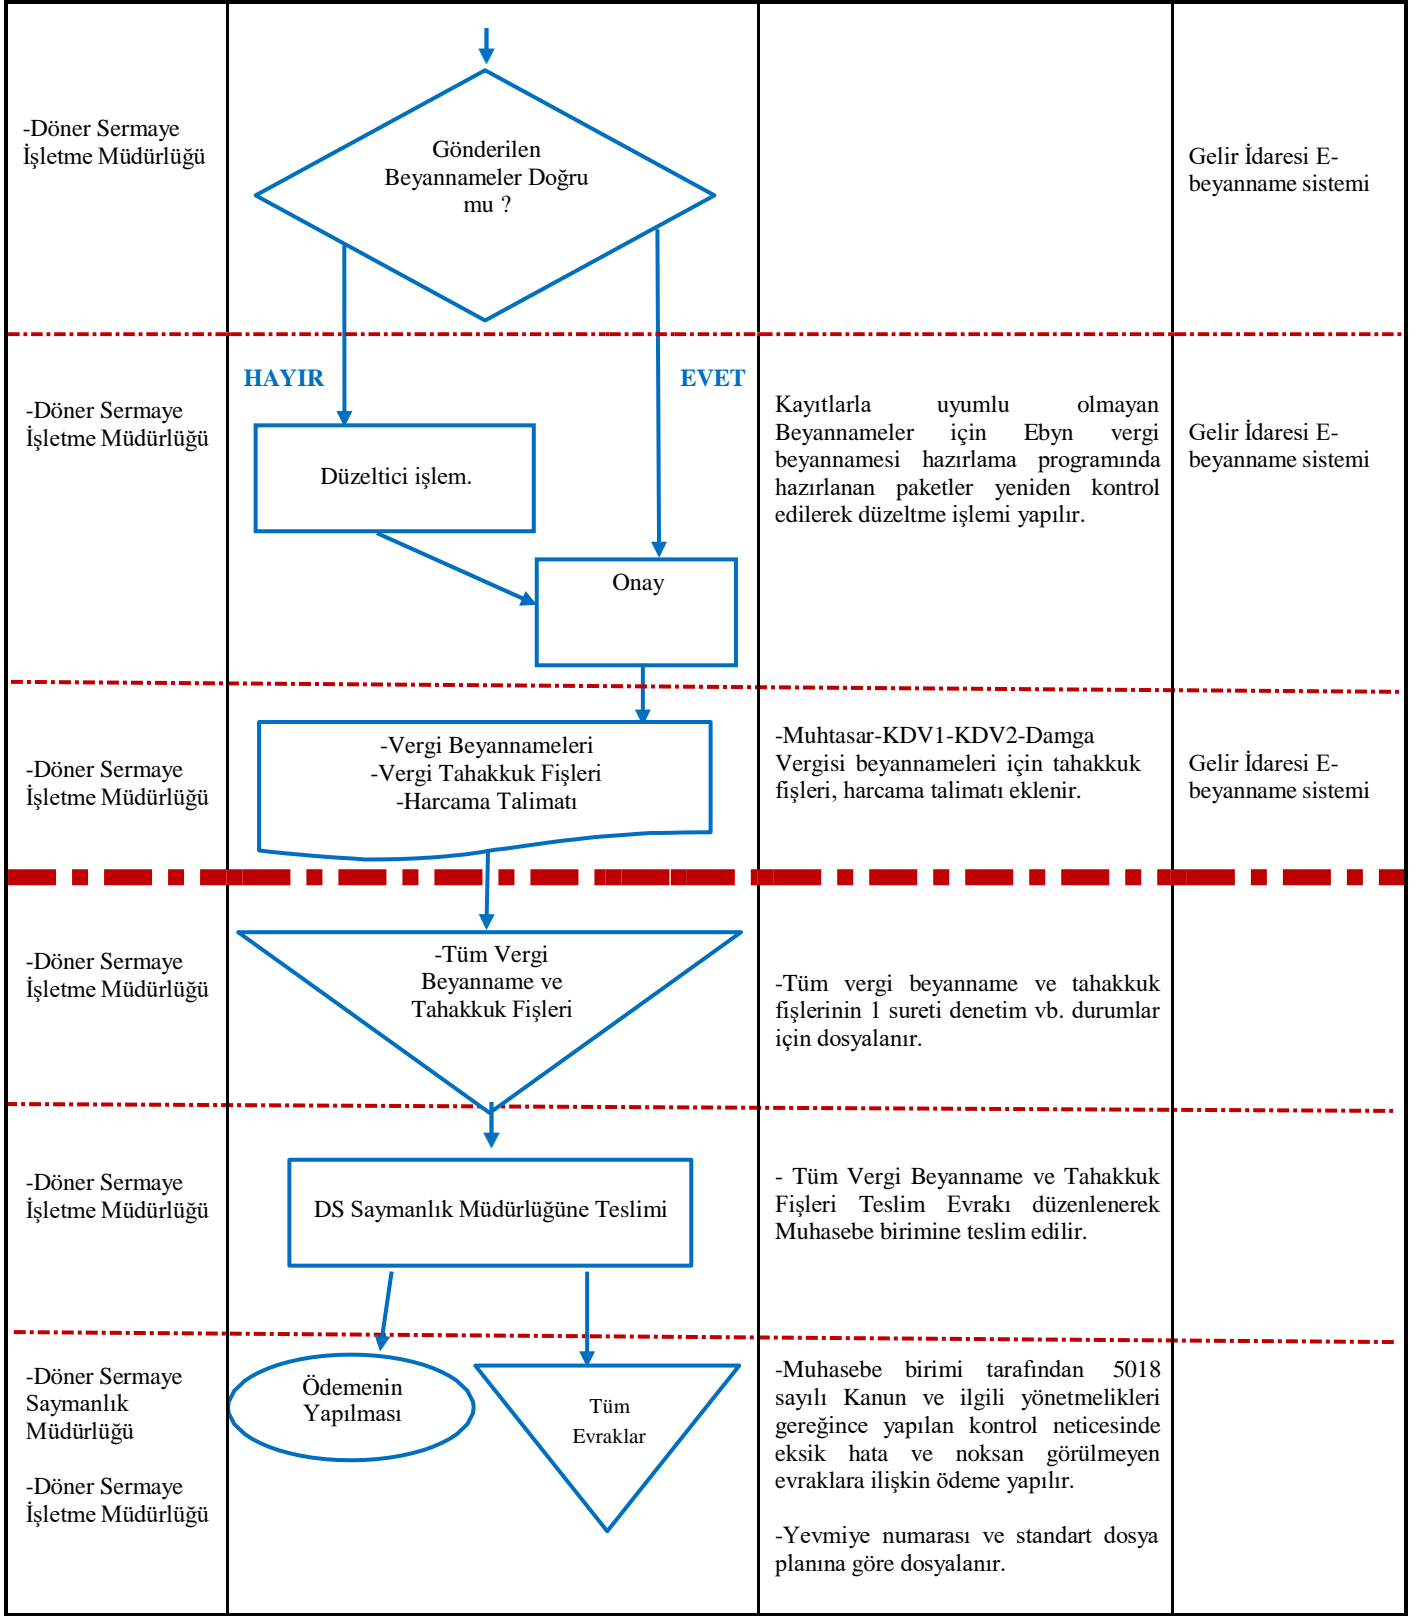 -Döner Sermaye
İşletme Müdürlüğü
Gönderilen
Beyannameler Doğru
mu ?
Gelir İdaresi E-
beyanname sistemi
HAYIR
EVET
-Döner Sermaye
İşletme Müdürlüğü
Düzeltici işlem.
Onay
Kayıtlarla uyumlu olmayan
Beyannameler için Ebyn vergi
beyannamesi hazırlama programında
hazırlanan paketler yeniden kontrol
edilerek düzeltme işlemi yapılır.
Gelir İdaresi E-
beyanname sistemi
-Döner Sermaye
İşletme Müdürlüğü
-Vergi Beyannameleri
-Vergi Tahakkuk Fişleri
-Harcama Talimatı
-Muhtasar-KDV1-KDV2-Damga
Vergisi beyannameleri için tahakkuk
fişleri, harcama talimatı eklenir.
Gelir İdaresi E-
beyanname sistemi
-Döner Sermaye
İşletme Müdürlüğü
-Tüm Vergi
Beyanname ve
Tahakkuk Fişleri
-Tüm vergi beyanname ve tahakkuk
fişlerinin 1 sureti denetim vb. durumlar
için dosyalanır.
-Döner Sermaye
İşletme Müdürlüğü
DS Saymanlık Müdürlüğüne Teslimi
- Tüm Vergi Beyanname ve Tahakkuk
Fişleri Teslim Evrakı düzenlenerek
Muhasebe birimine teslim edilir.
-Döner Sermaye
Saymanlık
Müdürlüğü
-Döner Sermaye
İşletme Müdürlüğü
Ödemenin
Yapılması
Tüm
Evraklar
-Muhasebe birimi tarafından 5018
sayılı Kanun ve ilgili yönetmelikleri
gereğince yapılan kontrol neticesinde
eksik hata ve noksan görülmeyen
evraklara ilişkin ödeme yapılır.
-Yevmiye numarası ve standart dosya
planına göre dosyalanır.